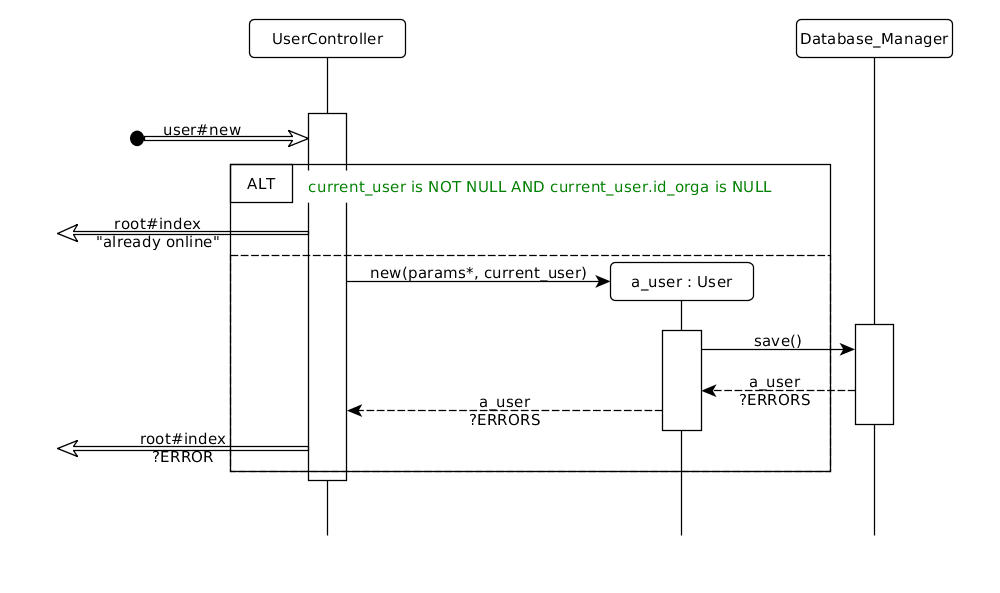 UserController
Database_Manager
user#new
ALT
current_user is NOT NULL AND current_user.id_orga is NULL
root#index
"already online"
new(params*, current_user)
a_user : User
save()
a_user
?ERRORS
a_user
?ERRORS
root#index
?ERROR